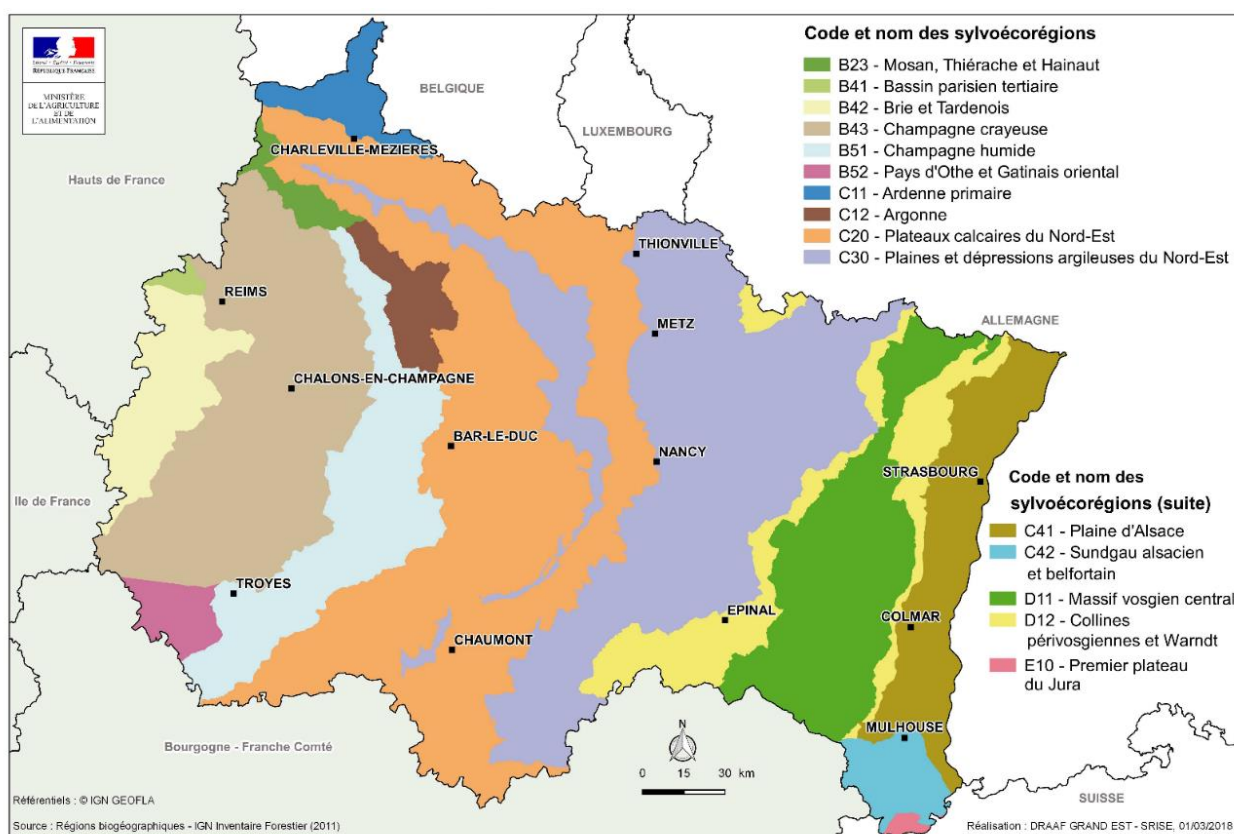 Liberté • Égalité • Fraternité
RÉPUBLIQUE FRANÇAISE
MINISTÈRE
DE L'AGRICULTURE
ET DE
L'ALIMENTATION
BELGIQUE
LUXEMBOURG
ALLEMAGNE
SUISSE
Hauts de France
Ile de France
Bourgogne - Franche Comté
CHARLEVILLE-MEZIERES
THIONVILLE
REIMS
METZ
CHALONS-EN-CHAMPAGNE
BAR-LE-DUC
NANCY
STRASBOURG
TROYES
EPINAL
COLMAR
CHAUMONT
MULHOUSE
Code et nom des sylvoécorégions
B23 - Mosan, Thiérache et Hainaut
B41 - Bassin parisien tertiaire
B42 - Brie et Tardenois
B43 - Champagne crayeuse
B51 - Champagne humide
B52 - Pays d'Othe et Gatinais oriental
C11 - Ardenne primaire
C12 - Argonne
C20 - Plateaux calcaires du Nord-Est
C30 - Plaines et dépressions argileuses du Nord-Est
Code et nom des
sylvoécorégions (suite)
C41 - Plaine d'Alsace
C42 - Sundgau alsacien
et belfortain
D11 - Massif vosgien central
D12 - Collines
périvosgiennes et Warndt
E10 - Premier plateau
du Jura
N
0 15 30 km
Référentiels : © IGN GEOFLA
Source : Régions biogéographiques - IGN Inventaire Forestier (2011)
Réalisation : DRAAF GRAND EST - SRISE, 01/03/2018